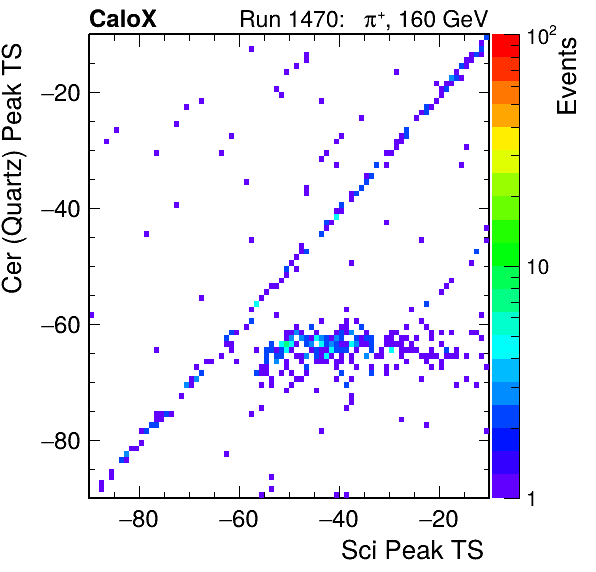 CaloX Run 1470: π⁺, 160 GeV
Cer (Quartz) Peak TS
−20
−40
−60
−80
−80 −60 −40 −20
Sci Peak TS
10²
10
1
Events